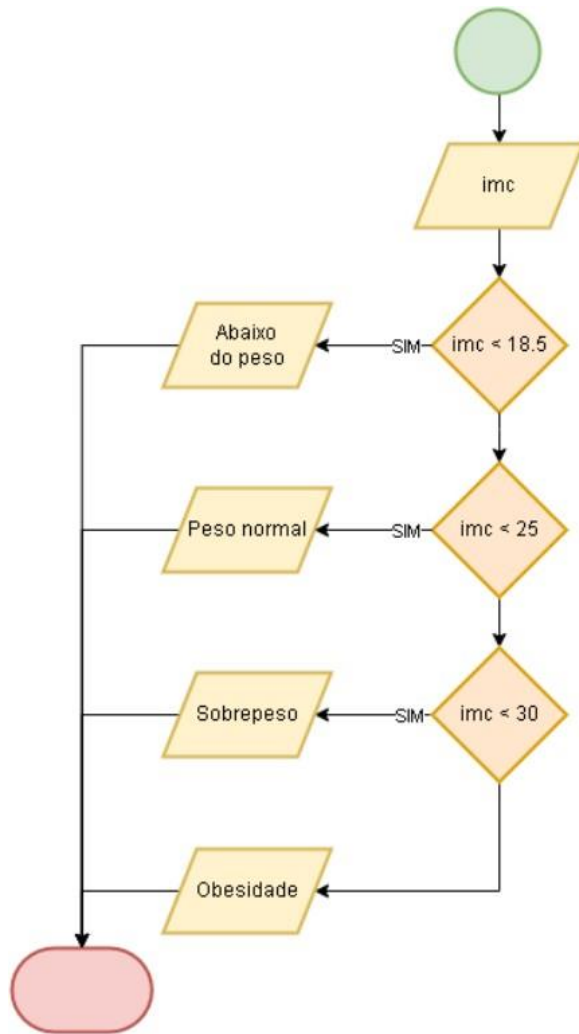 imc
imc < 18.5
SIM
Abaixo
do peso
imc < 25
SIM
Peso normal
imc < 30
SIM
Sobrepeso
Obesidade